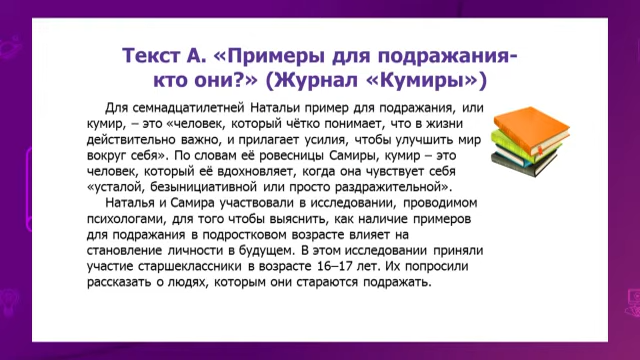 Текст А. «Примеры для подражания-
кто они?» (Журнал «Кумиры»)
Для семнадцатилетней Натальи пример для подражания, или
кумир, – это «человек, который чётко понимает, что в жизни
действительно важно, и прилагает усилия, чтобы улучшить мир
вокруг себя». По словам её ровесницы Самиры, кумир – это
человек, который её вдохновляет, когда она чувствует себя
«усталой, безынициативной или просто раздражительной».
Наталья и Самира участвовали в исследовании, проводимом
психологами, для того чтобы выяснить, как наличие примеров
для подражания в подростковом возрасте влияет на
становление личности в будущем. В этом исследовании приняли
участие старшеклассники в возрасте 16–17 лет. Их попросили
рассказать о людях, которым они стараются подражать.